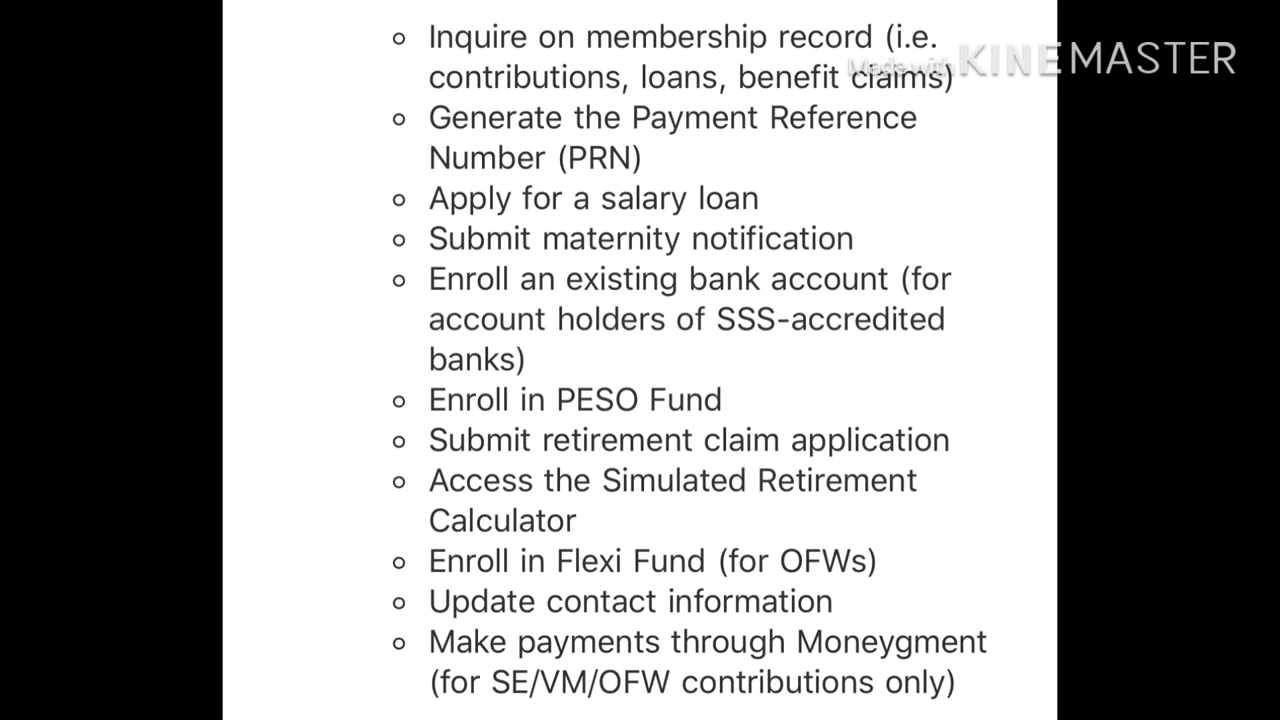 Inquire on membership record (i.e.
Made with KINEMASTER
contributions, loans, benefit claims)
Generate the Payment Reference
Number (PRN)
Apply for a salary loan
Submit maternity notification
Enroll an existing bank account (for
account holders of SSS-accredited
banks)
Enroll in PESO Fund
Submit retirement claim application
Access the Simulated Retirement
Calculator
Enroll in Flexi Fund (for OFWs)
Update contact information
Make payments through Moneygment
(for SE/VM/OFW contributions only)